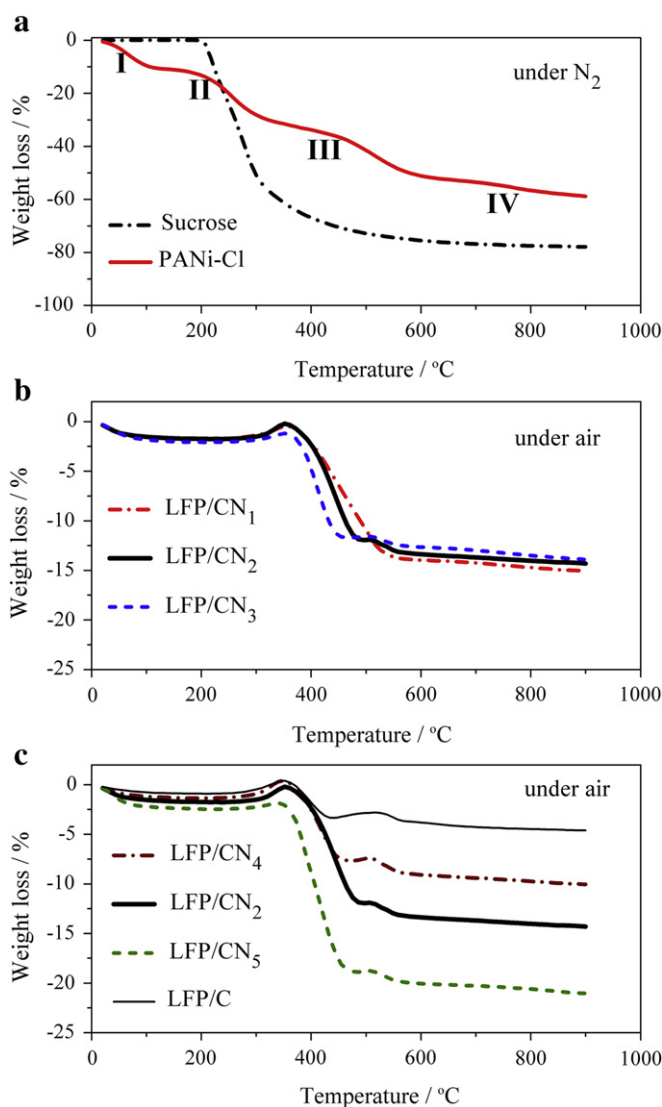 a
0
-20
-40
-60
-80
-100
Weight loss / %
I
II
III
IV
under N₂
Sucrose
PANi-Cl
0 200 400 600 800 1000
Temperature / °C
b
0
-5
-10
-15
-20
-25
Weight loss / %
under air
LFP/CN₁
LFP/CN₂
LFP/CN₃
0 200 400 600 800 1000
Temperature / °C
c
0
-5
-10
-15
-20
-25
Weight loss / %
under air
LFP/CN₄
LFP/CN₂
LFP/CN₅
LFP/C
0 200 400 600 800 1000
Temperature / °C